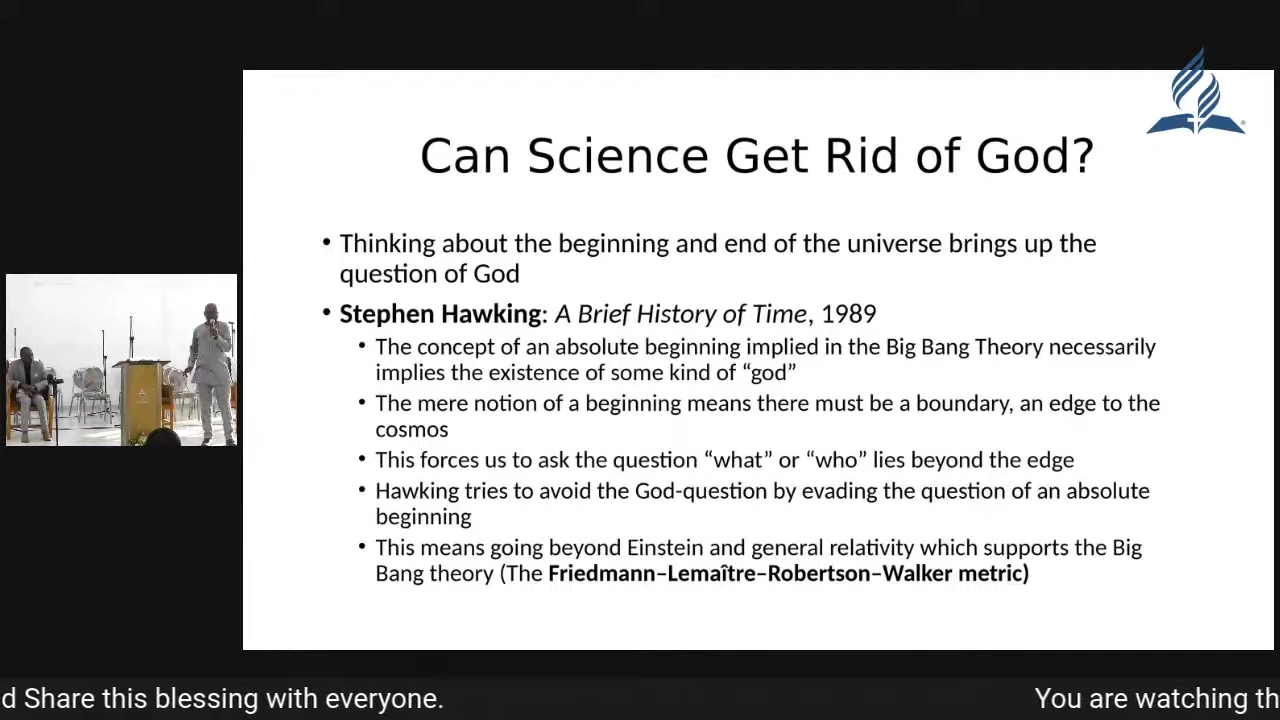 Can Science Get Rid of God?
• Thinking about the beginning and end of the universe brings up the
question of God
• Stephen Hawking: A Brief History of Time, 1989
• The concept of an absolute beginning implied in the Big Bang Theory necessarily
implies the existence of some kind of “god”
• The mere notion of a beginning means there must be a boundary, an edge to the
cosmos
• This forces us to ask the question “what” or “who” lies beyond the edge
• Hawking tries to avoid the God-question by evading the question of an absolute
beginning
• This means going beyond Einstein and general relativity which supports the Big
Bang theory (The Friedmann–Lemaître–Robertson–Walker metric)
d Share this blessing with everyone. You are watching th